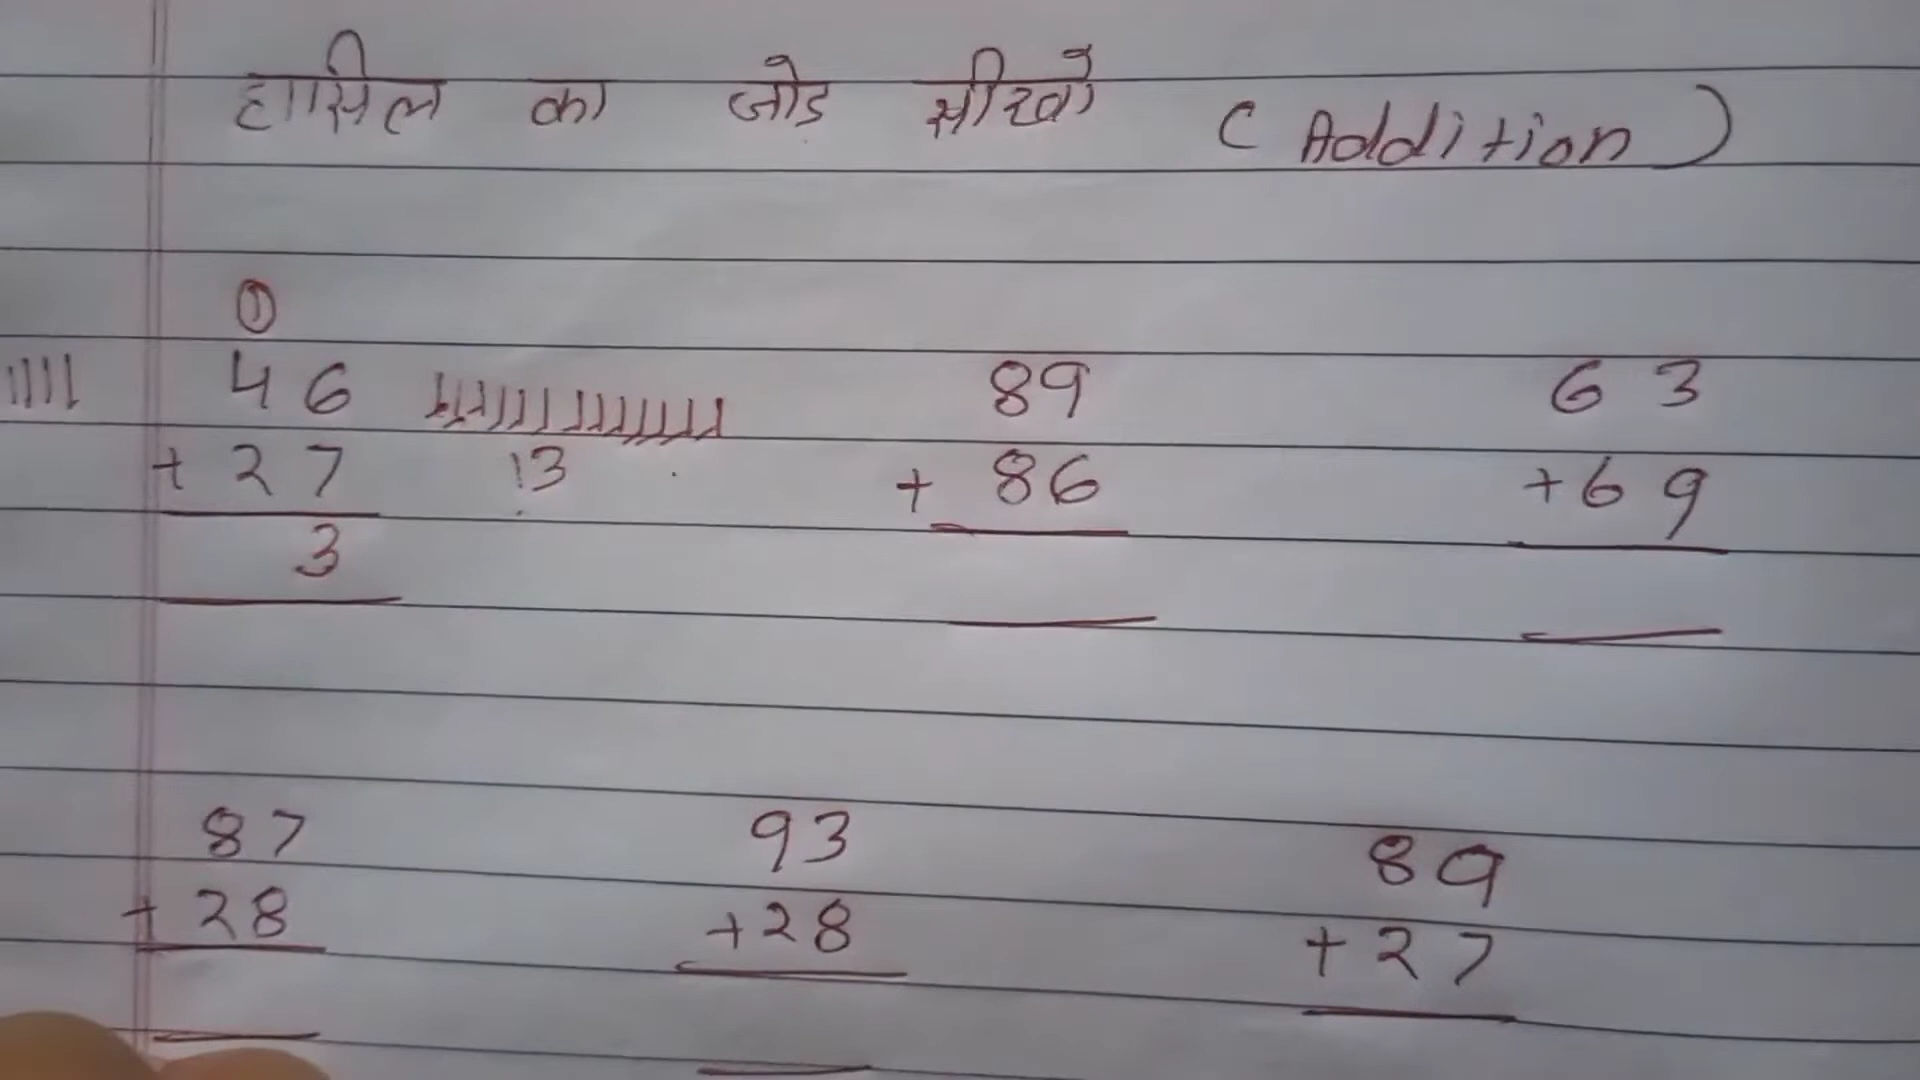 हासिल का जोड सीखो (Addition)
①
46 89 63
+ 27 13 + 86 + 69
3
87 93 89
+ 28 + 28 + 27